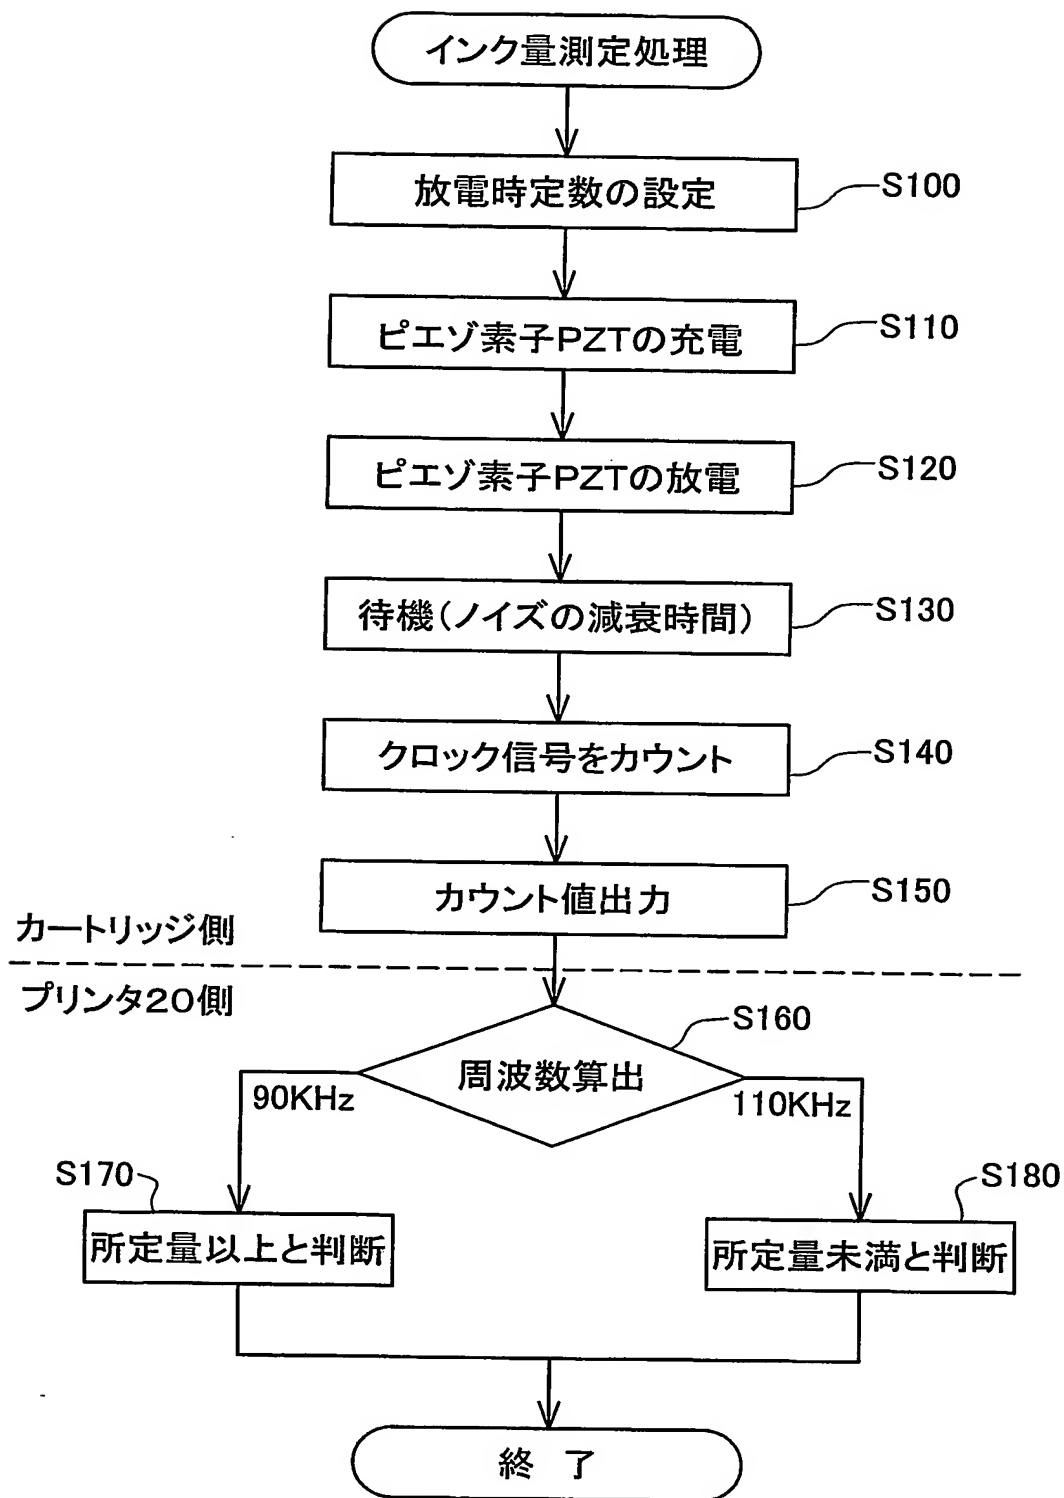 インク量測定処理
放電時定数の設定
S100
ピエゾ素子PZTの充電
S110
ピエゾ素子PZTの放電
S120
待機(ノイズの減衰時間)
S130
クロック信号をカウント
S140
カウント値出力
S150
カートリッジ側
プリンタ20側
S160
周波数算出
90KHz
110KHz
S170
S180
所定量以上と判断
所定量未満と判断
終 了